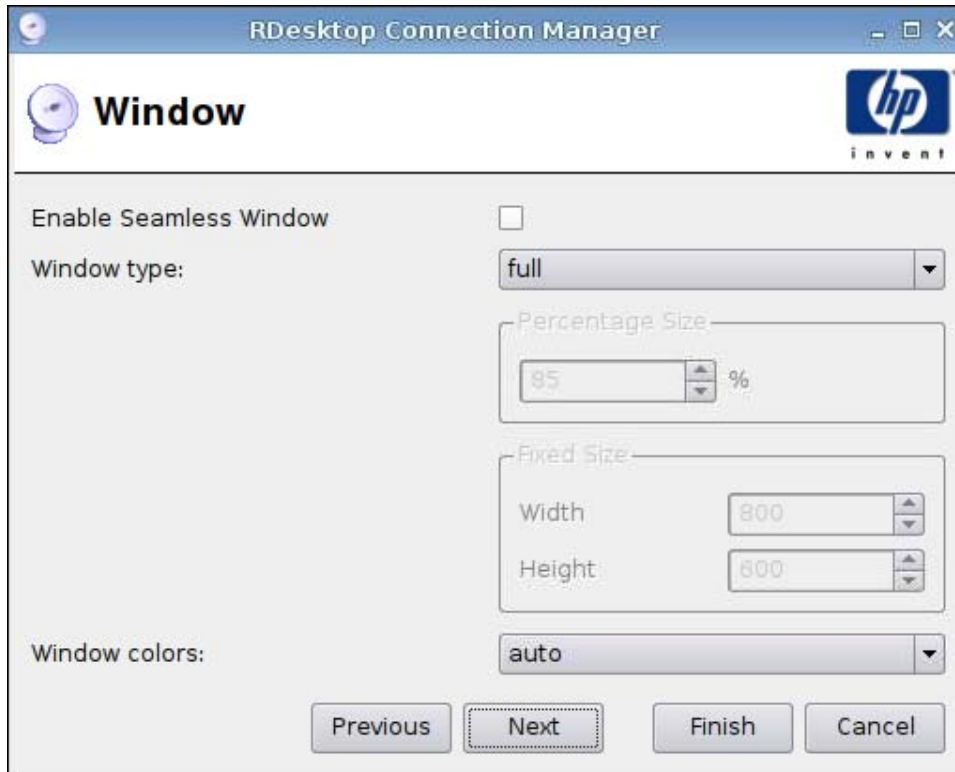 RDesktop Connection Manager
Window
hp
invent
Enable Seamless Window
Window type:
full
Percentage Size
85
%
Fixed Size
Width
800
Height
600
Window colors:
auto
Previous
Next
Finish
Cancel